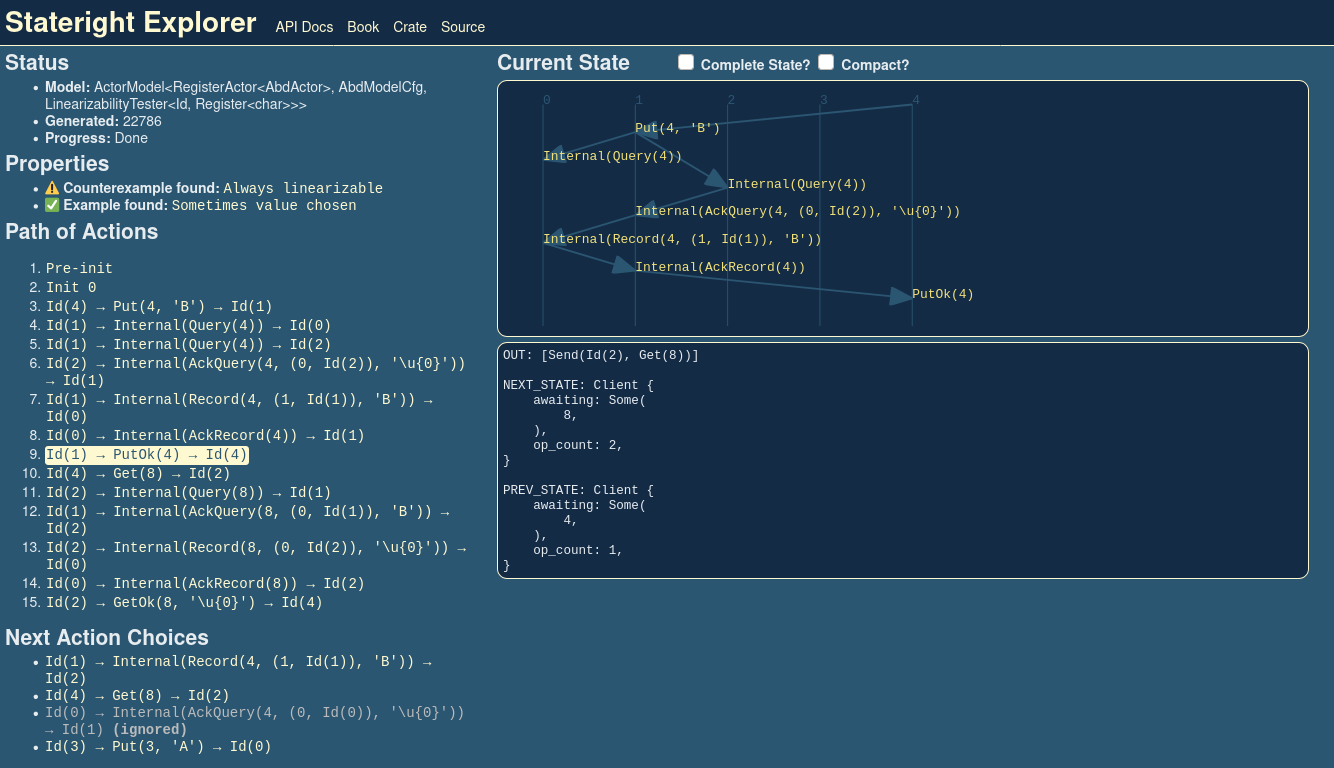 Stateright Explorer API Docs Book Crate Source
Status
Model: ActorModel<RegisterActor<AbdActor>, AbdModelCfg,
LinearizabilityTester<Id, Register<char>>>
Generated: 22786
Progress: Done
Properties
⚠️ Counterexample found: Always linearizable
✅ Example found: Sometimes value chosen
Path of Actions
1. Pre-init
2. Init 0
3. Id(4) → Put(4, 'B') → Id(1)
4. Id(1) → Internal(Query(4)) → Id(0)
5. Id(1) → Internal(Query(4)) → Id(2)
6. Id(2) → Internal(AckQuery(4, (0, Id(2)), '\u{0}'))
→ Id(1)
7. Id(1) → Internal(Record(4, (1, Id(1)), 'B')) →
Id(0)
8. Id(0) → Internal(AckRecord(4)) → Id(1)
9. Id(1) → PutOk(4) → Id(4)
10. Id(4) → Get(8) → Id(2)
11. Id(2) → Internal(Query(8)) → Id(1)
12. Id(1) → Internal(AckQuery(8, (0, Id(1)), 'B')) →
Id(2)
13. Id(2) → Internal(Record(8, (0, Id(2)), '\u{0}')) →
Id(0)
14. Id(0) → Internal(AckRecord(8)) → Id(2)
15. Id(2) → GetOk(8, '\u{0}') → Id(4)
Next Action Choices
Id(1) → Internal(Record(4, (1, Id(1)), 'B')) →
Id(2)
Id(4) → Get(8) → Id(2)
Id(0) → Internal(AckQuery(4, (0, Id(0)), '\u{0}'))
→ Id(1) (ignored)
Id(3) → Put(3, 'A') → Id(0)
Current State Complete State? Compact?
0 1 2 3 4
Put(4, 'B')
Internal(Query(4))
Internal(Query(4))
Internal(AckQuery(4, (0, Id(2)), '\u{0}'))
Internal(Record(4, (1, Id(1)), 'B'))
Internal(AckRecord(4))
PutOk(4)
OUT: [Send(Id(2), Get(8))]
NEXT_STATE: Client {
awaiting: Some(
8,
),
op_count: 2,
}
PREV_STATE: Client {
awaiting: Some(
4,
),
op_count: 1,
}